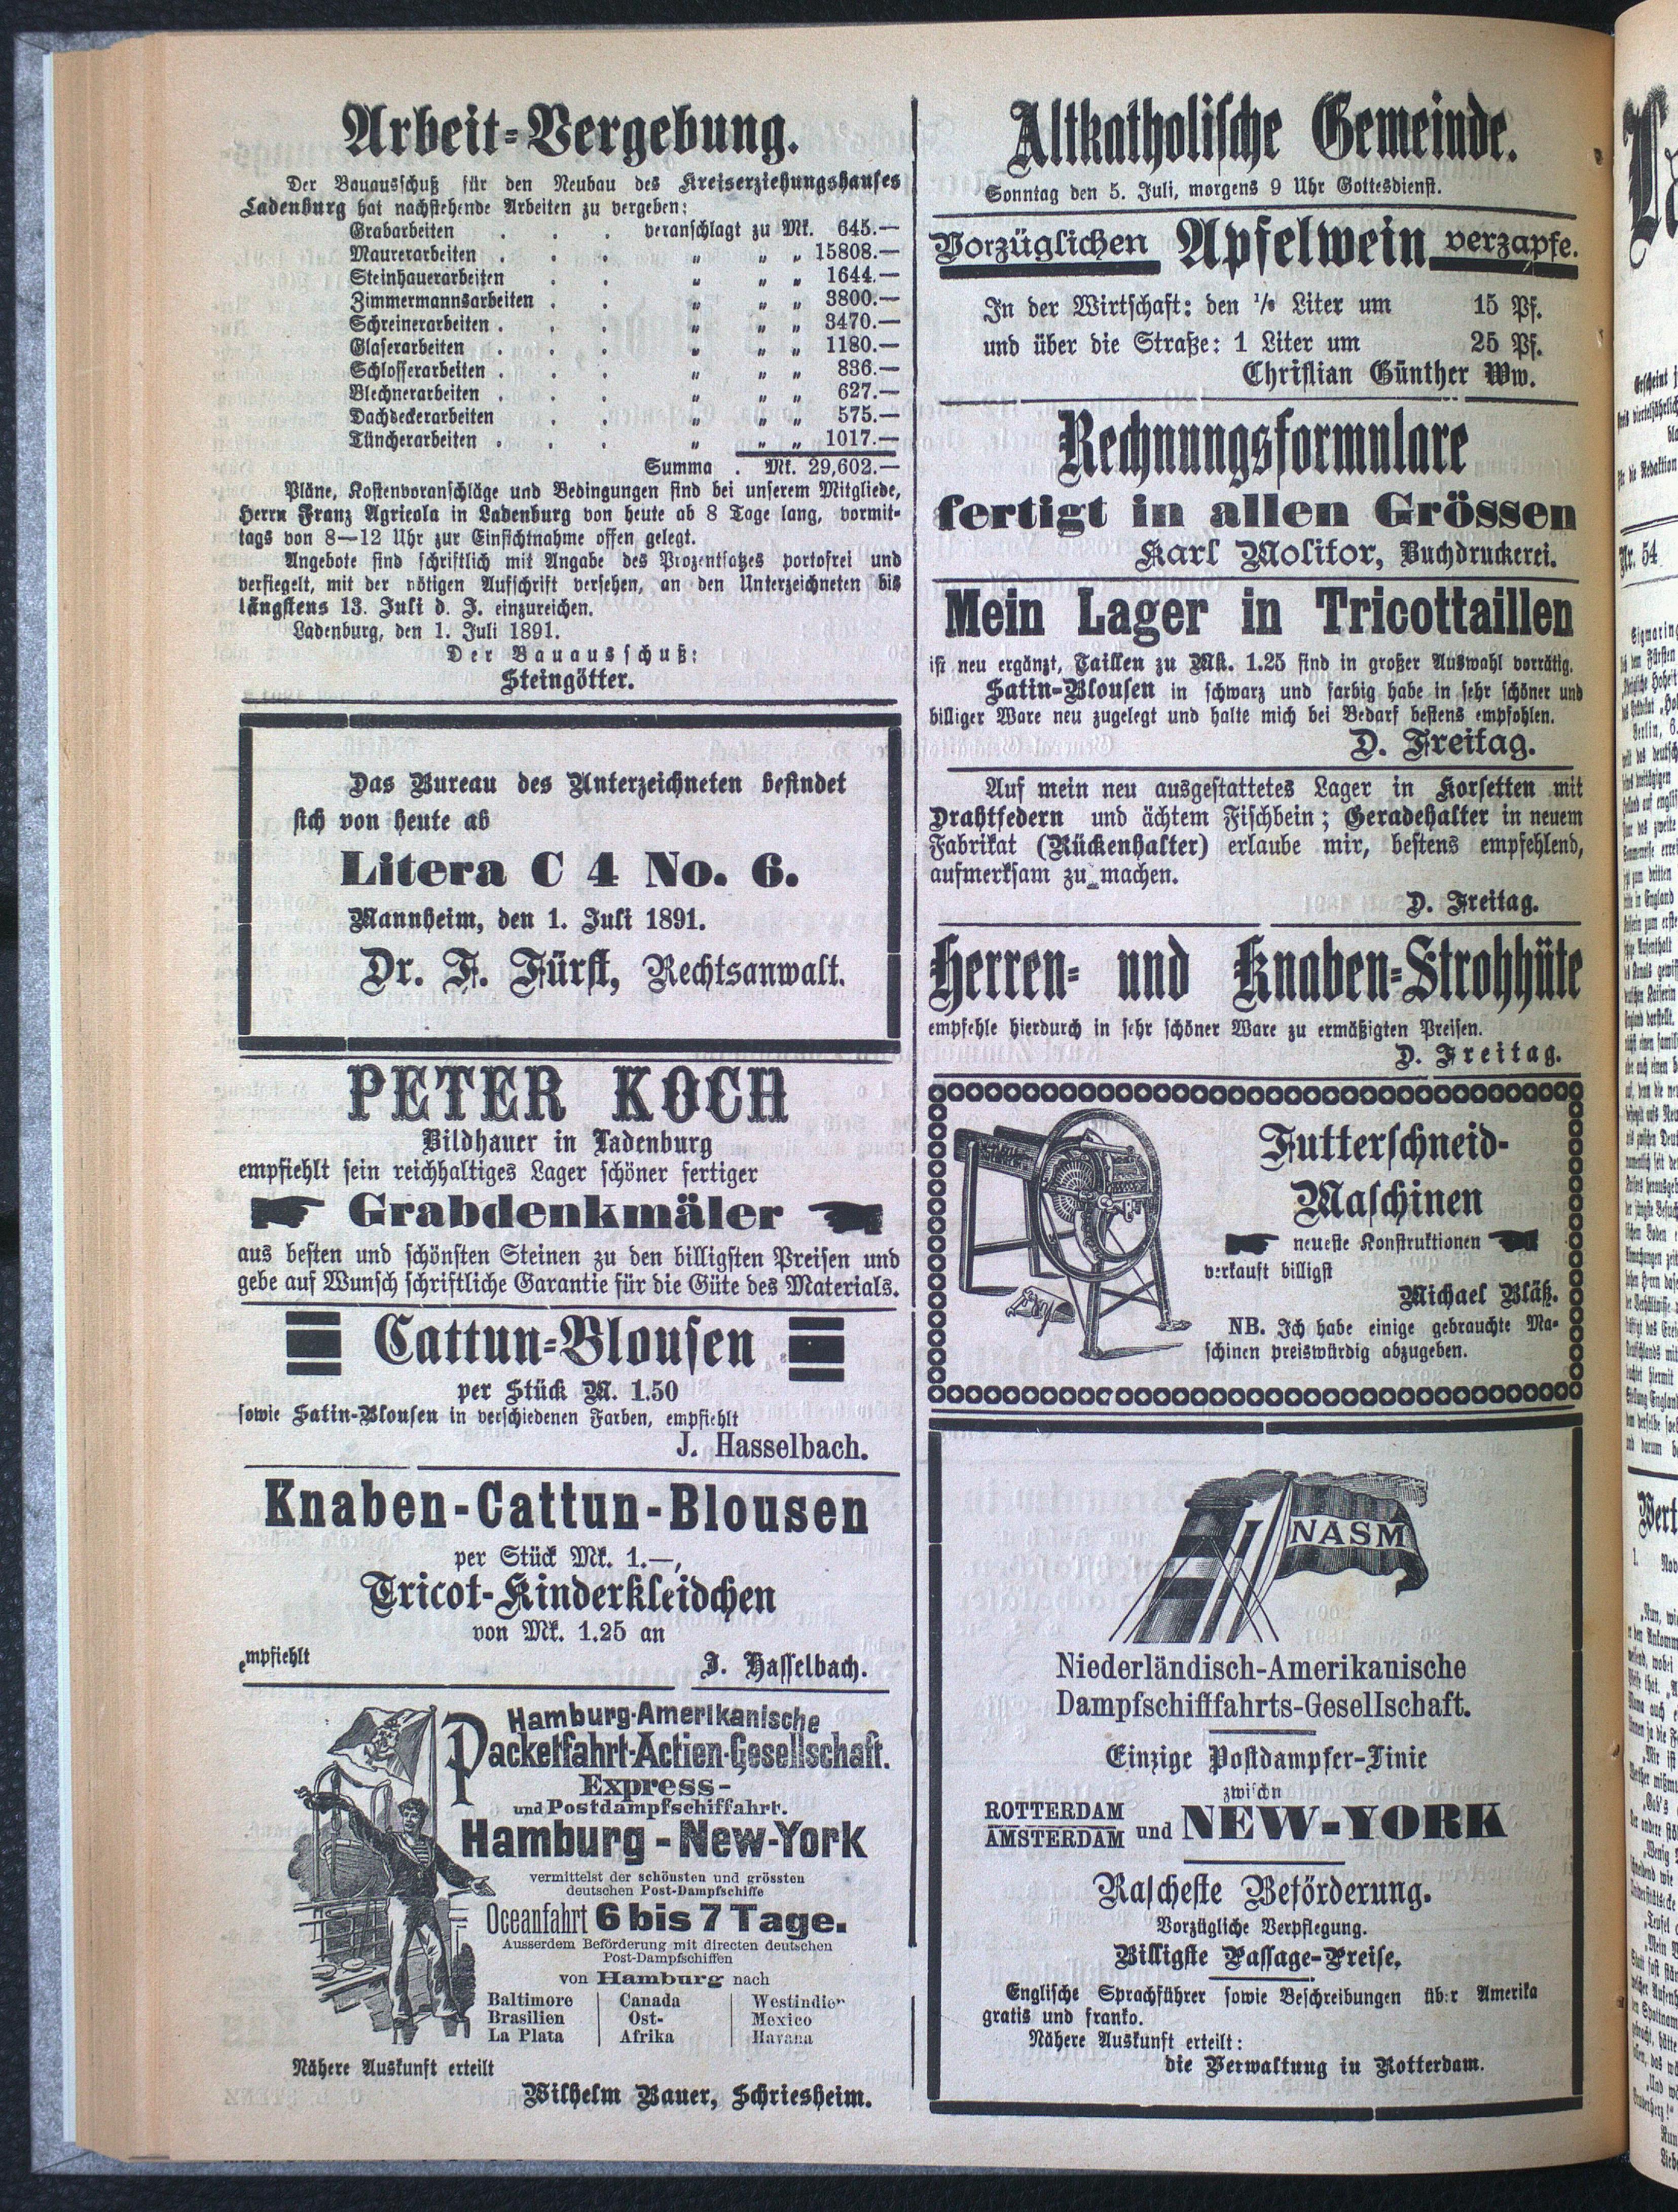 Arbeit-Vergebung.
Der Bauausschuß für den Neubau des Kreiserziehungshauses
Ladenburg hat nachstehende Arbeiten zu vergeben:
Grabarbeiten . . . veranschlagt zu Mk. 645.—
Maurerarbeiten . . . „ „ „ 15808.—
Steinhauerarbeiten . . „ „ „ 1644.—
Zimmermannsarbeiten . . „ „ „ 3800.—
Schreinerarbeiten . . . „ „ „ 3470.—
Glaserarbeiten . . . „ „ „ 1180.—
Schlosserarbeiten . . . „ „ „ 836.—
Blechnerarbeiten . . . „ „ „ 627.—
Dachdeckerarbeiten . . „ „ „ 575.—
Tüncherarbeiten . . . „ „ „ 1017.—
Summa . Mk. 29,602.—
Pläne, Kostenvoranschläge und Bedingungen sind bei unserem Mitgliede,
Herrn Franz Agricola in Ladenburg von heute ab 8 Tage lang, vormit-
tags von 8—12 Uhr zur Einsichtnahme offen gelegt.
Angebote sind schriftlich mit Angabe des Prozentsatzes portofrei und
versiegelt, mit der nötigen Aufschrift versehen, an den Unterzeichneten bis
längstens 13. Juli d. J. einzureichen.
Ladenburg, den 1. Juli 1891.
Der Bauausschuß:
Steingötter.
Das Bureau des Unterzeichneten befindet
sich von heute ab
Litera C 4 No. 6.
Mannheim, den 1. Juli 1891.
Dr. F. Fürst, Rechtsanwalt.
PETER KOCH
Bildhauer in Ladenburg
empfiehlt sein reichhaltiges Lager schöner fertiger
Grabdenkmäler
aus besten und schönsten Steinen zu den billigsten Preisen und
gebe auf Wunsch schriftliche Garantie für die Güte des Materials.
Cattun-Blousen
per Stück M. 1.50
sowie Satin-Blousen in verschiedenen Farben, empfiehlt
J. Hasselbach.
Knaben-Cattun-Blousen
per Stück Mk. 1.—,
Tricot-Kinderkleidchen
von Mk. 1.25 an
empfiehlt
J. Hasselbach.
Hamburg-Amerikanische
Packetfahrt-Actien-Gesellschaft.
Express-
und Postdampfschiffahrt.
Hamburg-New-York
vermittelst der schönsten und grössten
deutschen Post-Dampfschiffe
Oceanfahrt 6 bis 7 Tage.
Ausserdem Beförderung mit directen deutschen
Post-Dampfschiffen
von Hamburg nach
Baltimore Canada Westindien
Brasilien Ost- Mexico
La Plata Afrika Havana
Nähere Auskunft erteilt
Wilhelm Bauer, Schriesheim.
Altkatholische Gemeinde.
Sonntag den 5. Juli, morgens 9 Uhr Gottesdienst.
Vorzüglichen Apfelwein verzapfe.
In der Wirtschaft: den Liter um 15 Pf.
und über die Straße: 1 Liter um 25 Pf.
Christian Günther Ww.
Rechnungsformulare
fertigt in allen Grössen
Karl Molitor, Buchdruckerei.
Mein Lager in Tricottaillen
ist neu ergänzt, Taillen zu Mk. 1.25 sind in großer Auswahl vorrätig.
Satin-Blousen in schwarz und farbig habe in sehr schöner und
billiger Ware neu zugelegt und halte mich bei Bedarf bestens empfohlen.
D. Freitag.
Auf mein neu ausgestattetes Lager in Korsetten mit
Drahtfedern und ächtem Fischbein; Geradehalter in neuem
Fabrikat (Rückenhalter) erlaube mir, bestens empfehlend,
aufmerksam zu machen.
D. Freitag.
Herren- und Knaben-Strohhüte
empfehle hierdurch in sehr schöner Ware zu ermäßigten Preisen.
D. Freitag.
Futterschneid-
Maschinen
neueste Konstruktionen
verkauft billigst
Michael Bläß.
NB. Ich habe einige gebrauchte Ma-
schinen preiswürdig abzugeben.
NASM
Niederländisch-Amerikanische
Dampfschifffahrts-Gesellschaft.
Einzige Postdampfer-Linie
zwischen
ROTTERDAM
AMSTERDAM und NEW-YORK
Rascheste Beförderung.
Vorzügliche Verpflegung.
Billigste Passage-Preise,
Englische Sprachführer sowie Beschreibungen über Amerika
gratis und franko.
Nähere Auskunft erteilt:
die Verwaltung in Rotterdam.
Nr. 54